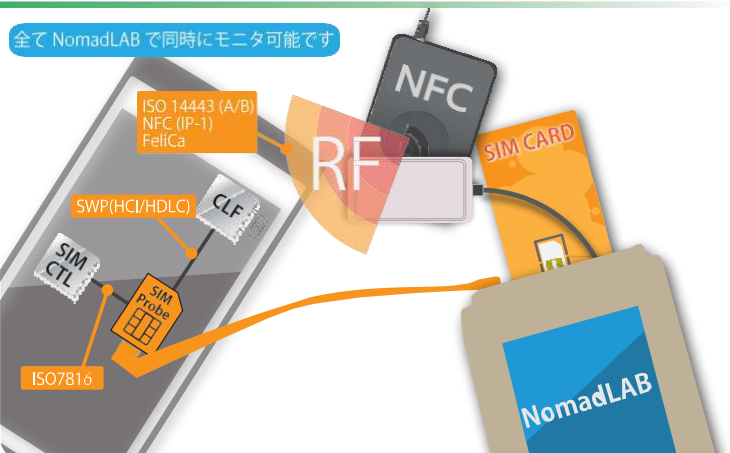 全て NomadLAB で同時にモニタ可能です
NFC
ISO 14443 (A/B)
NFC (IP-1)
FeliCa
RF
SIM CARD
SWP(HCI/HDLC)
CLF
SIM
CTL
SIM
Probe
ISO7816
NomadLAB